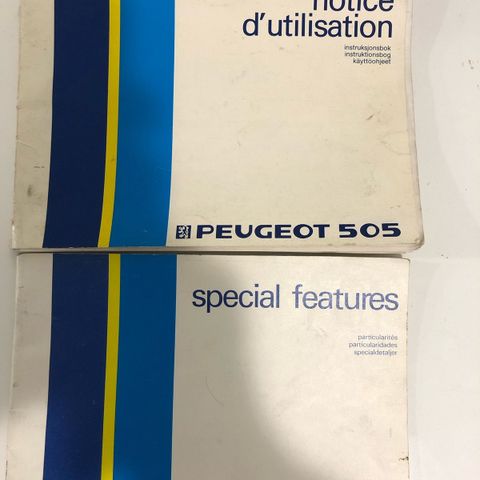 notice
d'utilisation
instruksjonsbok
instruktionsbog
käyttöohjeet
PEUGEOT 505
special features
particularités
particularidades
specialdetaljer